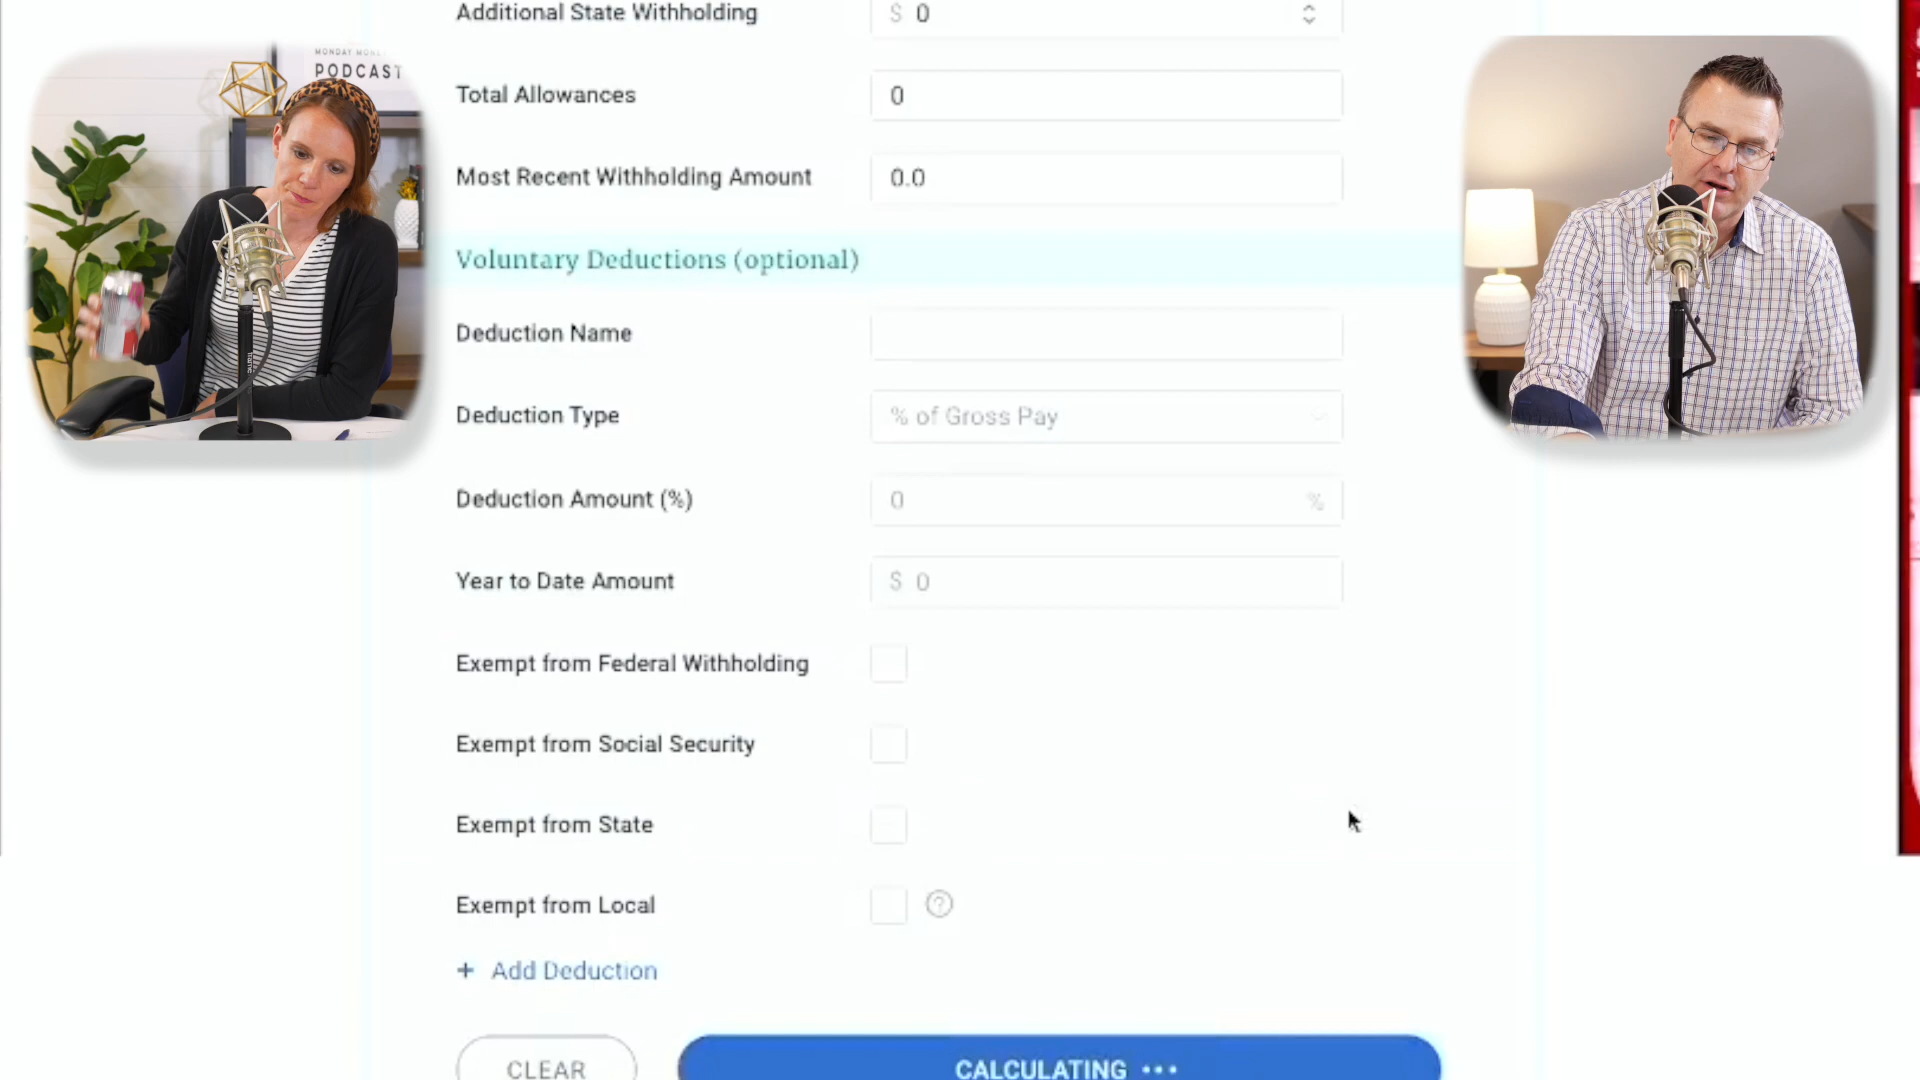 Additional State Withholding
$ 0
MONDAY MONEY
PODCAST
Total Allowances
0
Most Recent Withholding Amount
0.0
Voluntary Deductions (optional)
Deduction Name
Deduction Type
% of Gross Pay
Deduction Amount (%)
0
%
Year to Date Amount
$ 0
Exempt from Federal Withholding
Exempt from Social Security
Exempt from State
Exempt from Local
?
+ Add Deduction
CLEAR
CALCULATING •••